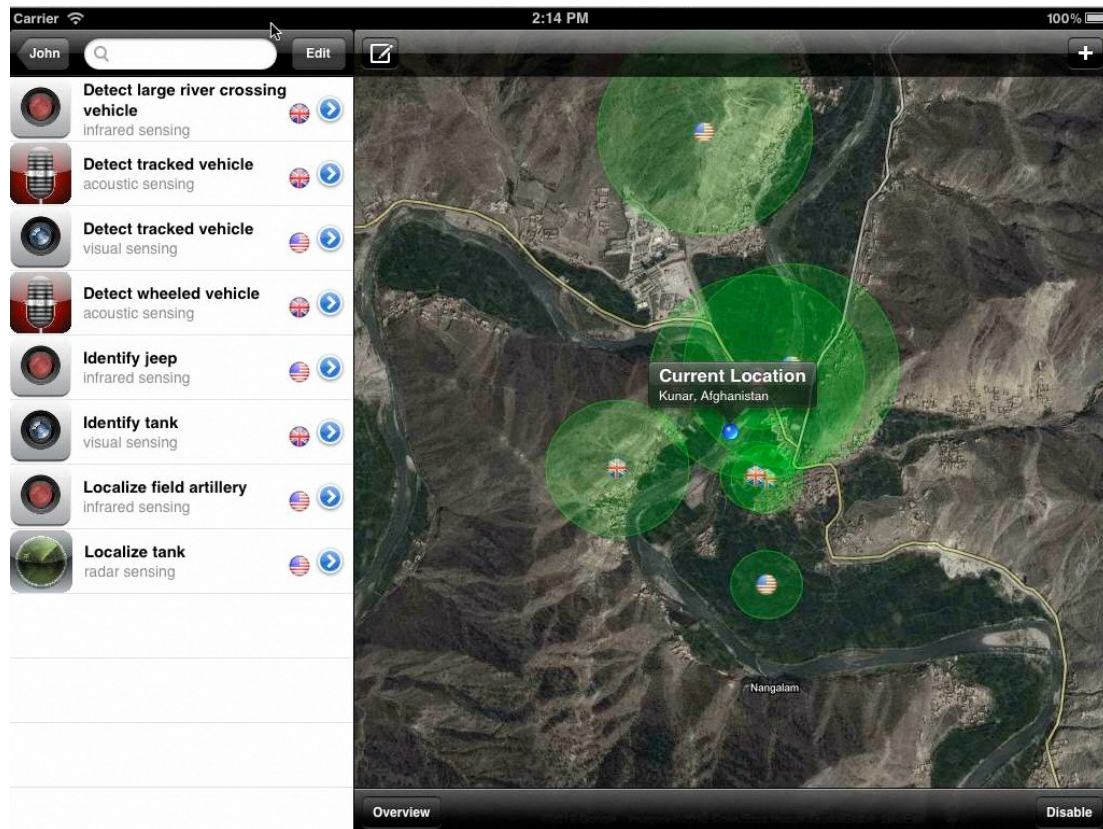 Carrier
2:14 PM
100%
John
Edit
Detect large river crossing
vehicle
infrared sensing
Detect tracked vehicle
acoustic sensing
Detect tracked vehicle
visual sensing
Detect wheeled vehicle
acoustic sensing
Identify jeep
infrared sensing
Identify tank
visual sensing
Localize field artillery
infrared sensing
Localize tank
radar sensing
Current Location
Kunar, Afghanistan
Nangalam
Overview
Disable